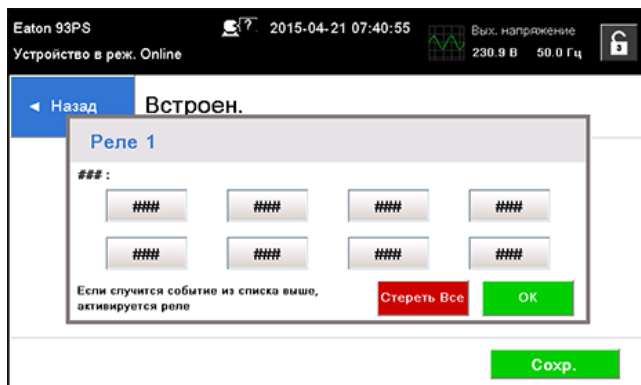 Eaton 93PS
2015-04-21 07:40:55
Вых. напряжение
Устройство в реж. Online
230.9 В 50.0 Гц
3
◄ Назад
Встроен.
Реле 1
### :
### ### ### ###
### ### ### ###
Если случится событие из списка выше,
активируется реле
Стереть Все
OK
Сохр.